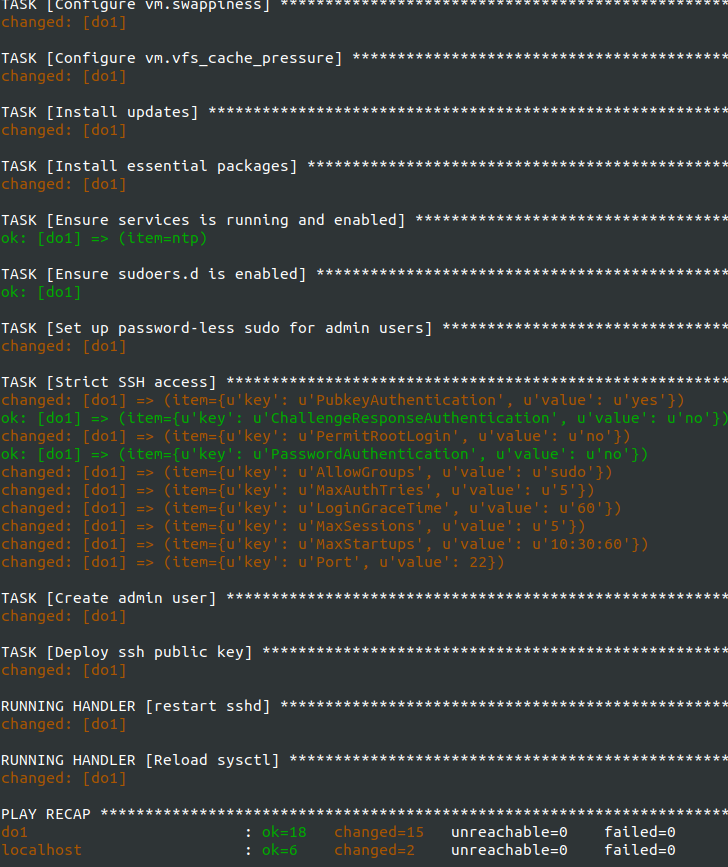 TASK [Configure vm.swappiness] **************************************************
changed: [do1]
TASK [Configure vm.vfs_cache_pressure] *******************************************
changed: [do1]
TASK [Install updates] **********************************************************
changed: [do1]
TASK [Install essential packages] ***********************************************
changed: [do1]
TASK [Ensure services is running and enabled] ***********************************
ok: [do1] => (item=ntp)
TASK [Ensure sudoers.d is enabled] **********************************************
ok: [do1]
TASK [Set up password-less sudo for admin users] ********************************
changed: [do1]
TASK [Strict SSH access] ********************************************************
changed: [do1] => (item={u'key': u'PubkeyAuthentication', u'value': u'yes'})
ok: [do1] => (item={u'key': u'ChallengeResponseAuthentication', u'value': u'no'})
changed: [do1] => (item={u'key': u'PermitRootLogin', u'value': u'no'})
ok: [do1] => (item={u'key': u'PasswordAuthentication', u'value': u'no'})
changed: [do1] => (item={u'key': u'AllowGroups', u'value': u'sudo'})
changed: [do1] => (item={u'key': u'MaxAuthTries', u'value': u'5'})
changed: [do1] => (item={u'key': u'LoginGraceTime', u'value': u'60'})
changed: [do1] => (item={u'key': u'MaxSessions', u'value': u'5'})
changed: [do1] => (item={u'key': u'MaxStartups', u'value': u'10:30:60'})
changed: [do1] => (item={u'key': u'Port', u'value': 22})
TASK [Create admin user] ********************************************************
changed: [do1]
TASK [Deploy ssh public key] ****************************************************
changed: [do1]
RUNNING HANDLER [restart sshd] **************************************************
changed: [do1]
RUNNING HANDLER [Reload sysctl] *************************************************
changed: [do1]
PLAY RECAP **********************************************************************
do1 : ok=18 changed=15 unreachable=0 failed=0
localhost : ok=6 changed=2 unreachable=0 failed=0